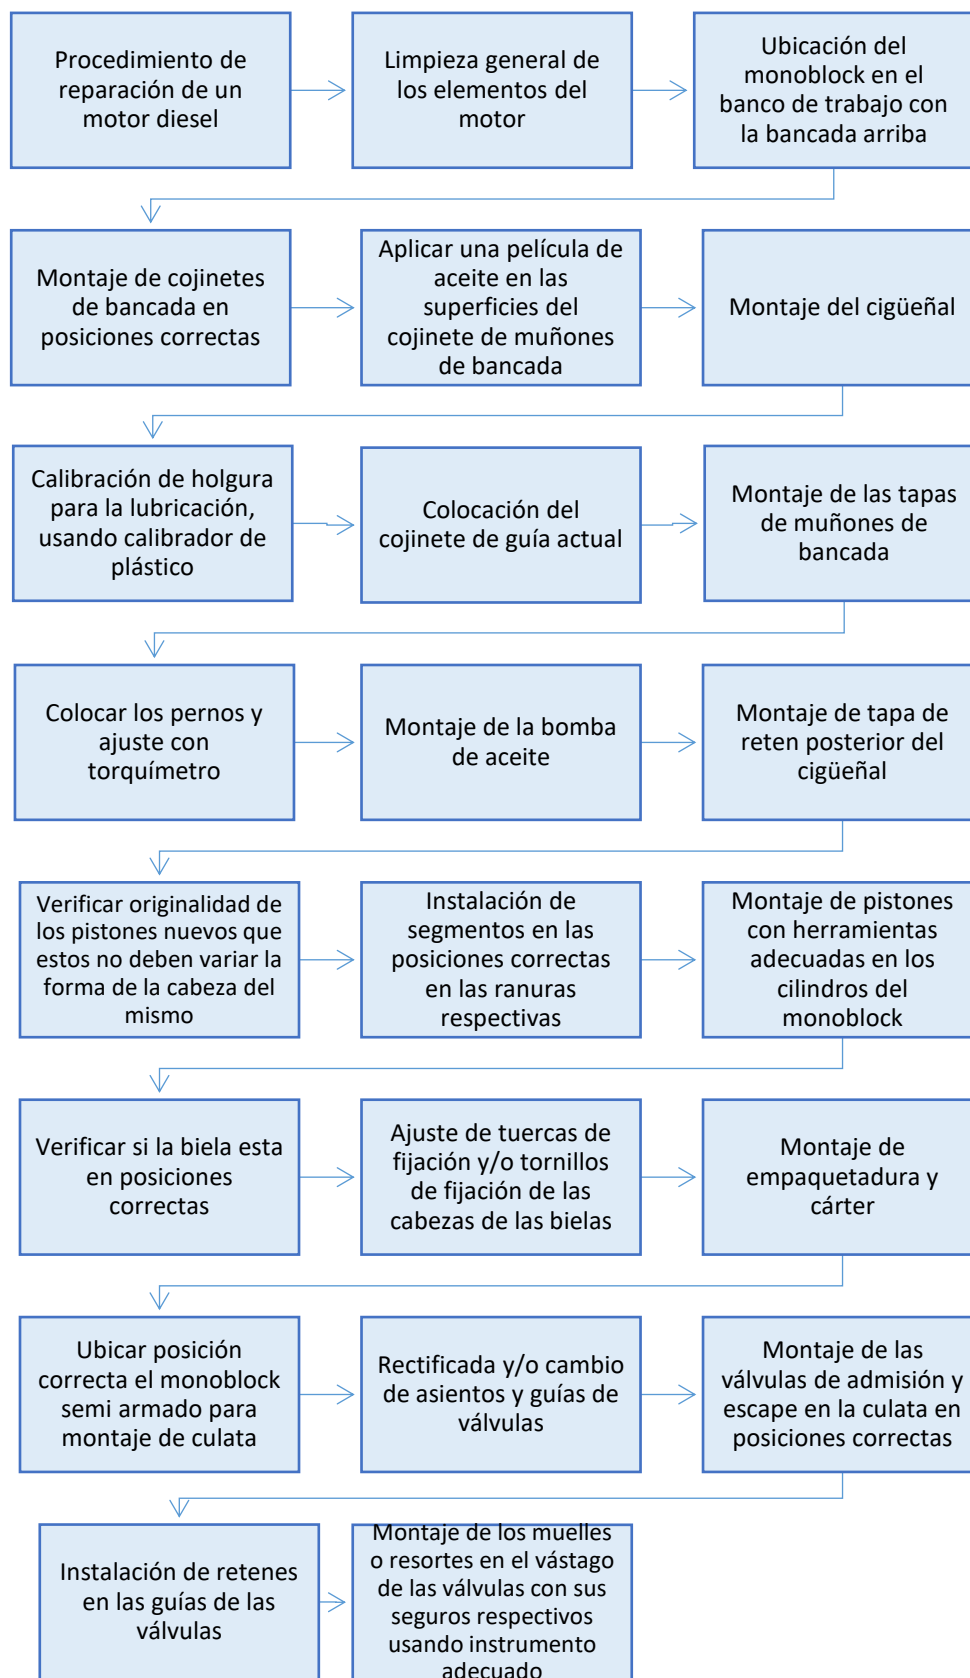 Procedimiento de
reparación de un
motor diesel
Limpieza general de
los elementos del
motor
Ubicación del
monoblock en el
banco de trabajo con
la bancada arriba
Montaje de cojinetes
de bancada en
posiciones correctas
Aplicar una película de
aceite en las
superficies del
cojinete de muñones
de bancada
Montaje del cigüeñal
Calibración de holgura
para la lubricación,
usando calibrador de
plástico
Colocación del
cojinete de guía actual
Montaje de las tapas
de muñones de
bancada
Colocar los pernos y
ajuste con
torquímetro
Montaje de la bomba
de aceite
Montaje de tapa de
reten posterior del
cigüeñal
Verificar originalidad de
los pistones nuevos que
estos no deben variar la
forma de la cabeza del
mismo
Instalación de
segmentos en las
posiciones correctas
en las ranuras
respectivas
Montaje de pistones
con herramientas
adecuadas en los
cilindros del
monoblock
Verificar si la biela esta
en posiciones
correctas
Ajuste de tuercas de
fijación y/o tornillos
de fijación de las
cabezas de las bielas
Montaje de
empaquetadura y
cárter
Ubicar posición
correcta el monoblock
semi armado para
montaje de culata
Rectificada y/o cambio
de asientos y guías de
válvulas
Montaje de las
válvulas de admisión y
escape en la culata en
posiciones correctas
Instalación de retenes
en las guías de las
válvulas
Montaje de los muelles
o resortes en el vástago
de las válvulas con sus
seguros respectivos
usando instrumento
adecuado